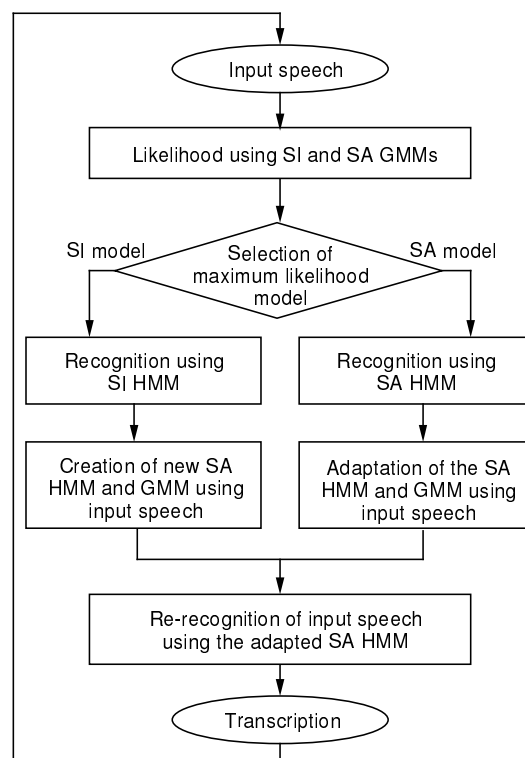 Input speech
Likelihood using SI and SA GMMs
SI model
SA model
Selection of
maximum likelihood
model
Recognition using
SI HMM
Recognition using
SA HMM
Creation of new SA
HMM and GMM using
input speech
Adaptation of the SA
HMM and GMM using
input speech
Re-recognition of input speech
using the adapted SA HMM
Transcription